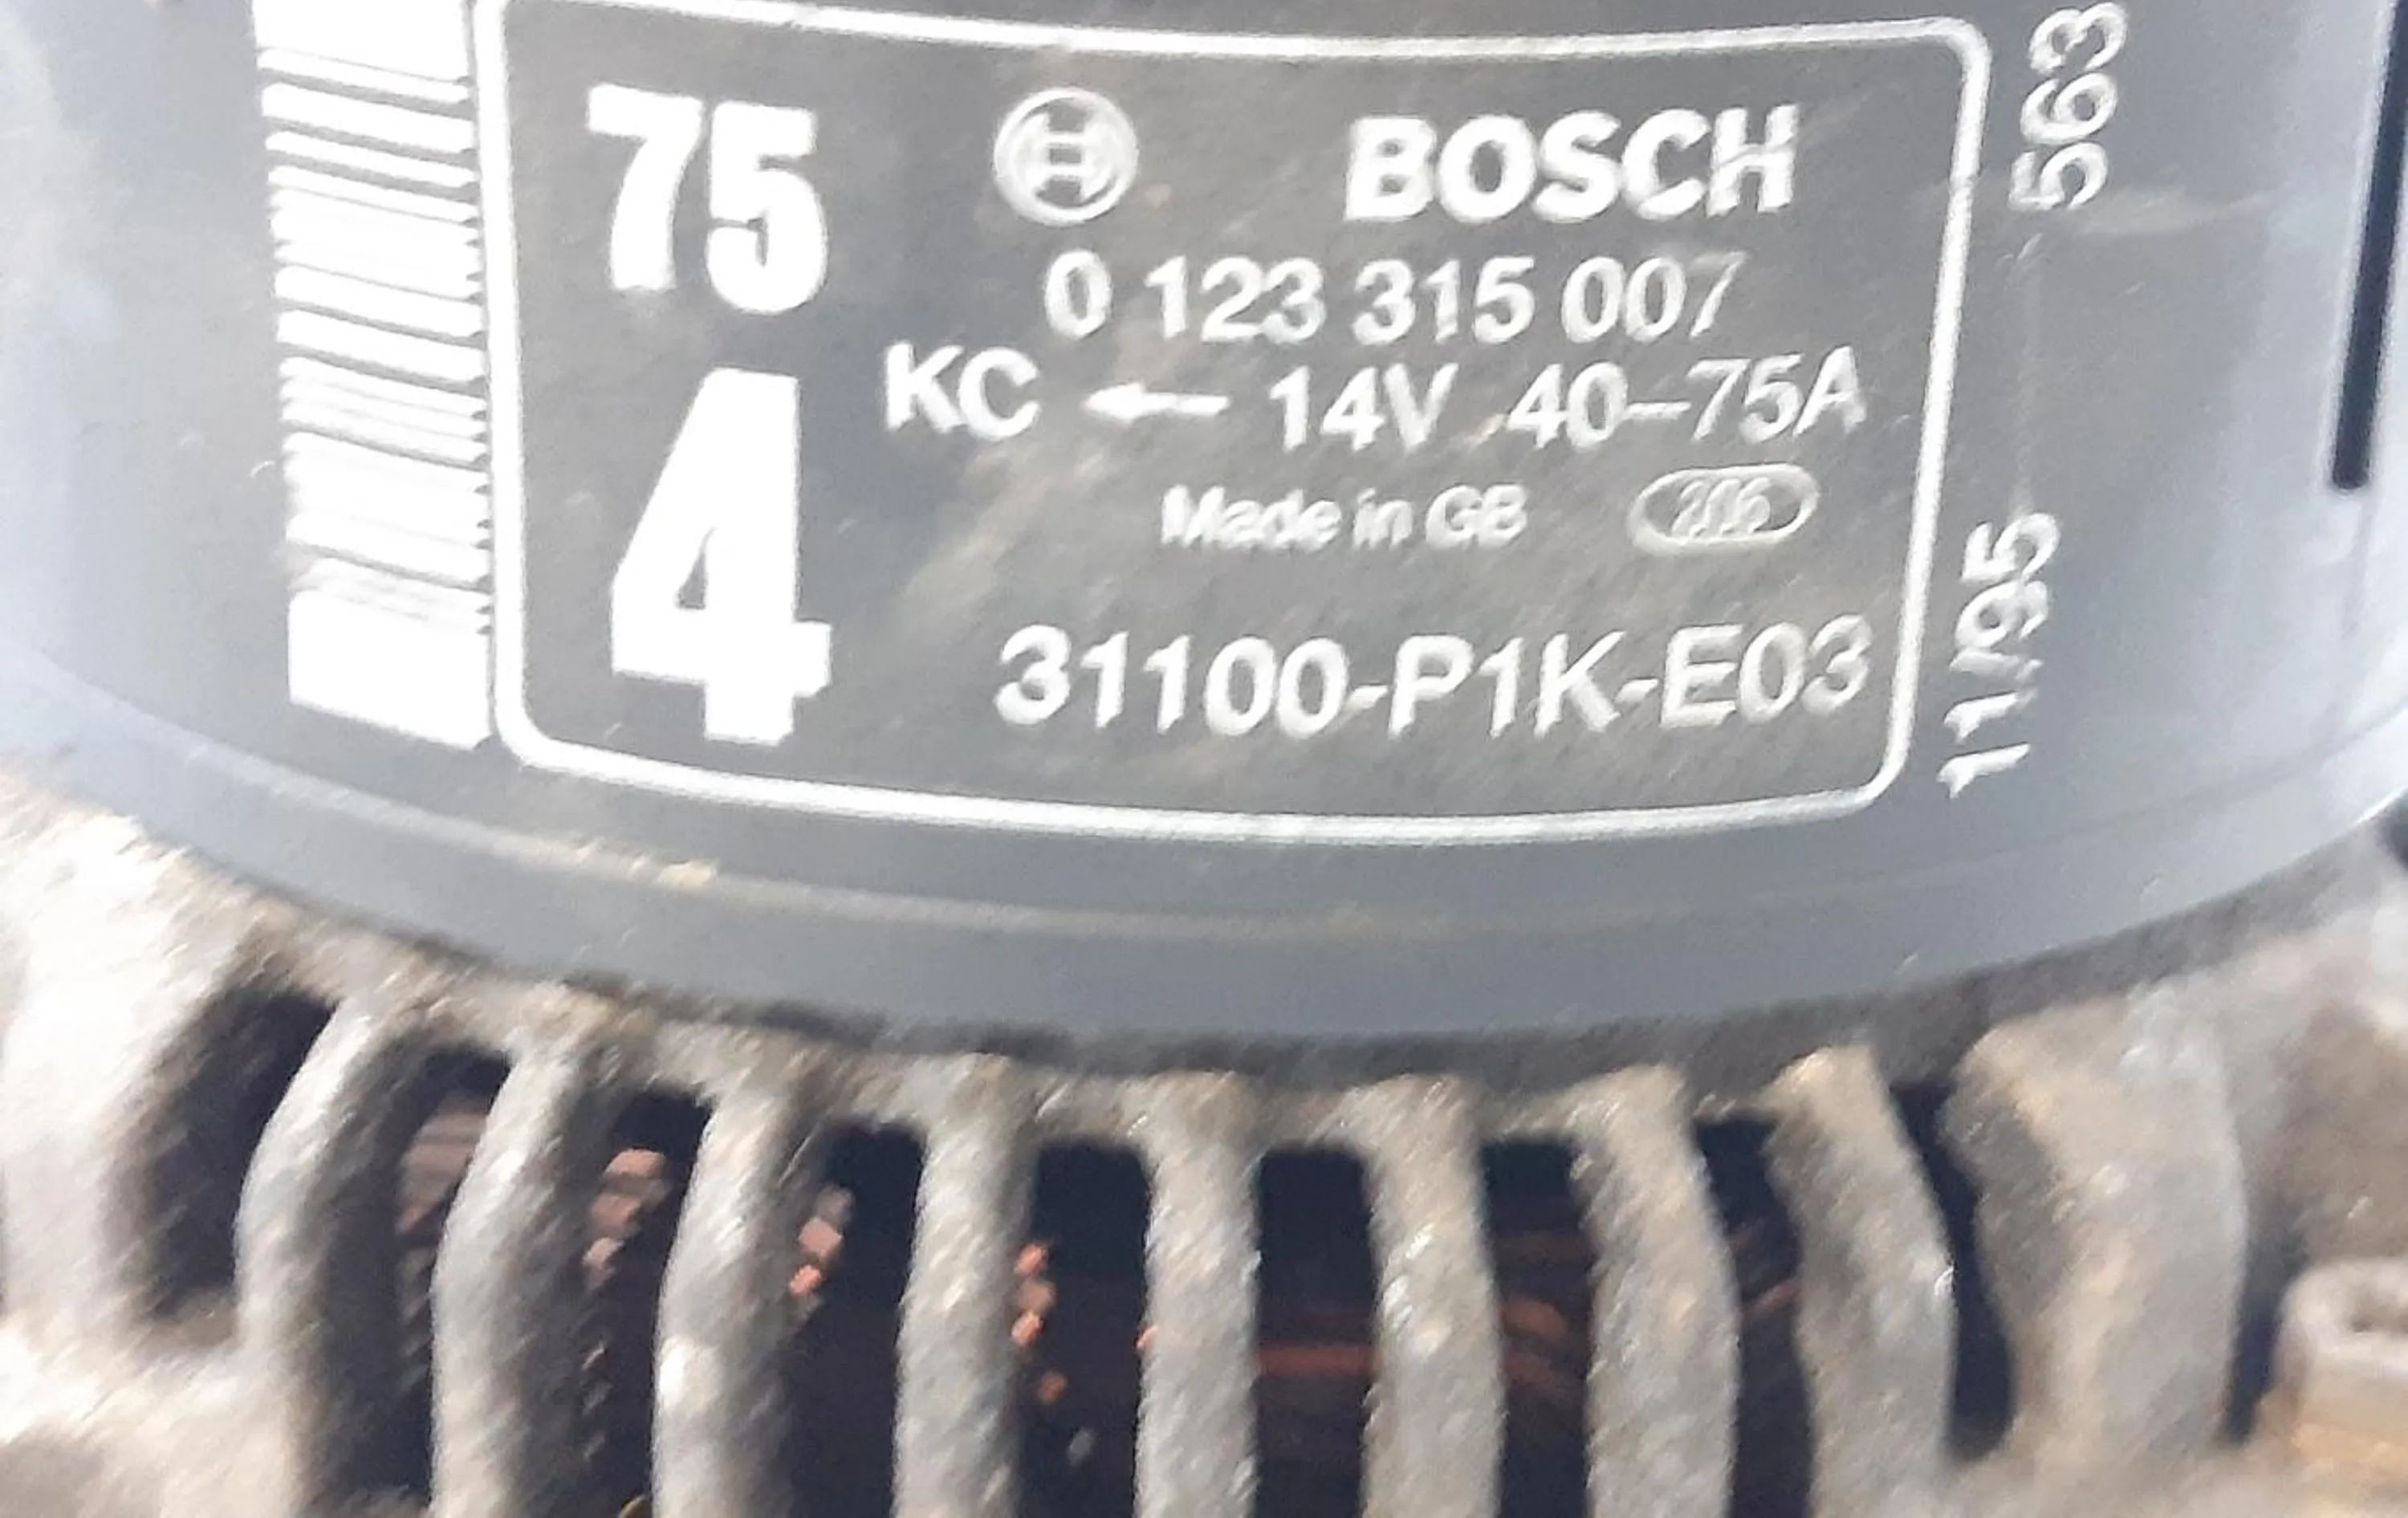 75
4
BOSCH
0 123 315 007
KC ← 14V 40-75A
Made in GB 206
31100-P1K-E03
563
11/95